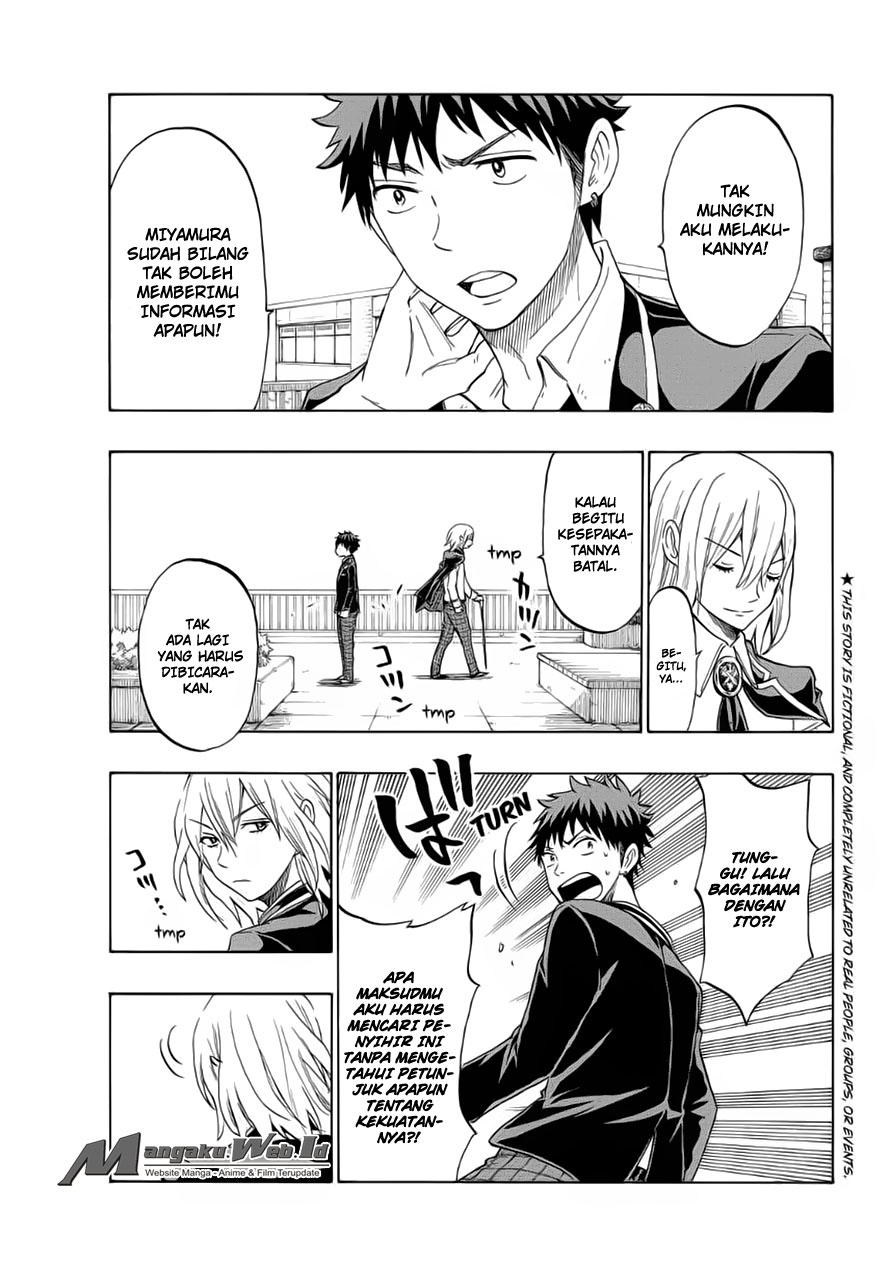 TAK
MUNGKIN
AKU MELAKU-
KANNYA!
MIYAMURA
SUDAH BILANG
TAK BOLEH
MEMBERIMU
INFORMASI
APAPUN!
BE-
GITU,
YA...
KALAU
BEGITU
KESEPAKA-
TANNYA
BATAL.
tmp
カツ
コツン
tmp
TAK
ADA LAGI
YANG HARUS
DIBICARA-
KAN.
TUNG-
GU! LALU
BAGAIMANA
DENGAN
ITO?!
ばっ
TURN
APA
MAKSUDMU
AKU HARUS
MENCARI PE-
NYIHIR INI
TANPA MENGE-
TAHUI PETUN-
JUK APAPUN
TENTANG
KEKUATAN-
NYA?!
コツ...
tmp
★THIS STORY IS FICTIONAL, AND COMPLETELY UNRELATED TO REAL PEOPLE, GROUPS, OR EVENTS.
MangakuWeb.Id
Website Manga - Anime & Film Terupdate